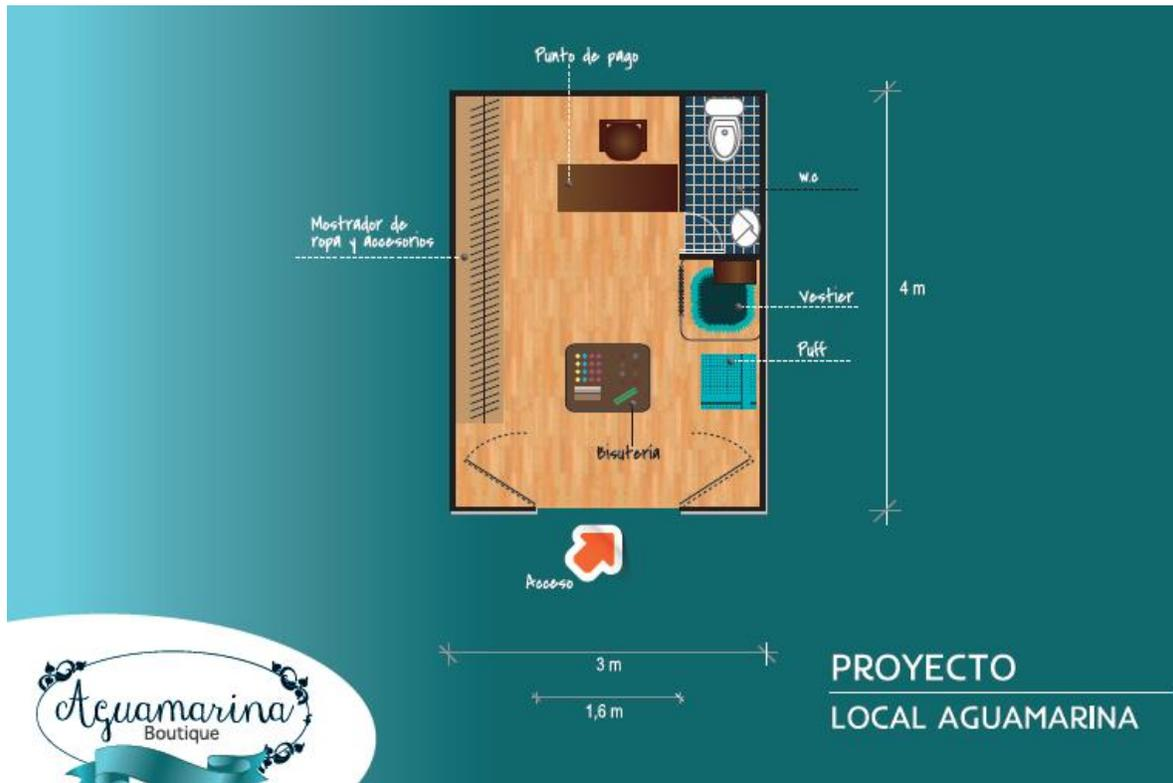 Punto de pago
w.c
Mostrador de
ropa y accesorios
Vestier
4 m
Puff
Bisutería
Acceso
3 m
1,6 m
PROYECTO
LOCAL AGUAMARINA
Aguamarina
Boutique